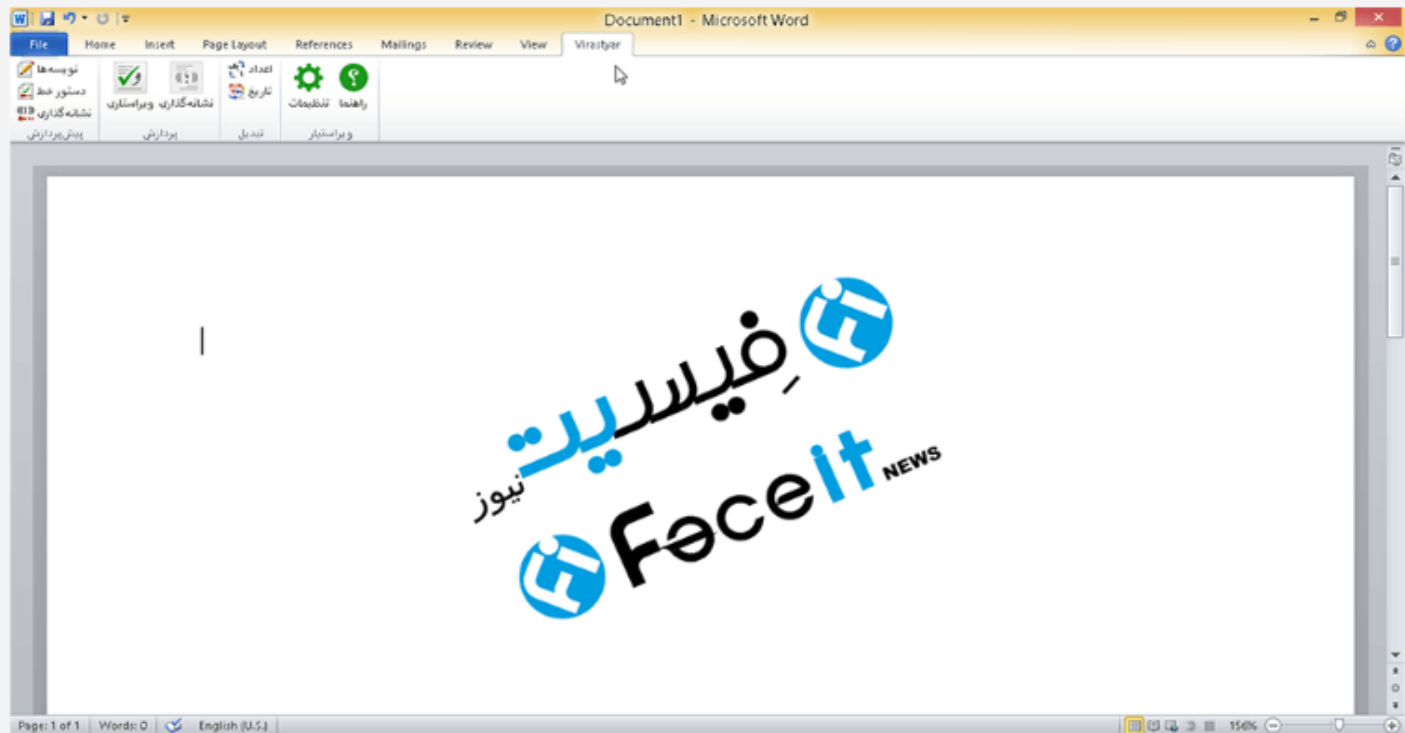 Document1 - Microsoft Word
File Home Insert Page Layout References Mailings Review View Virastyar
نویسه‌ها
دستور خط
نشانه‌گذاری
پیش‌پردازش
ویراستاری
نشانه‌گذاری
پردازش
اعداد
تاریخ
تبدیل
تنظیمات
راهنما
ویراستیار
فِیسیت
نیوز
Faceit NEWS
Page: 1 of 1 Words: 0 English (U.S.) 156%